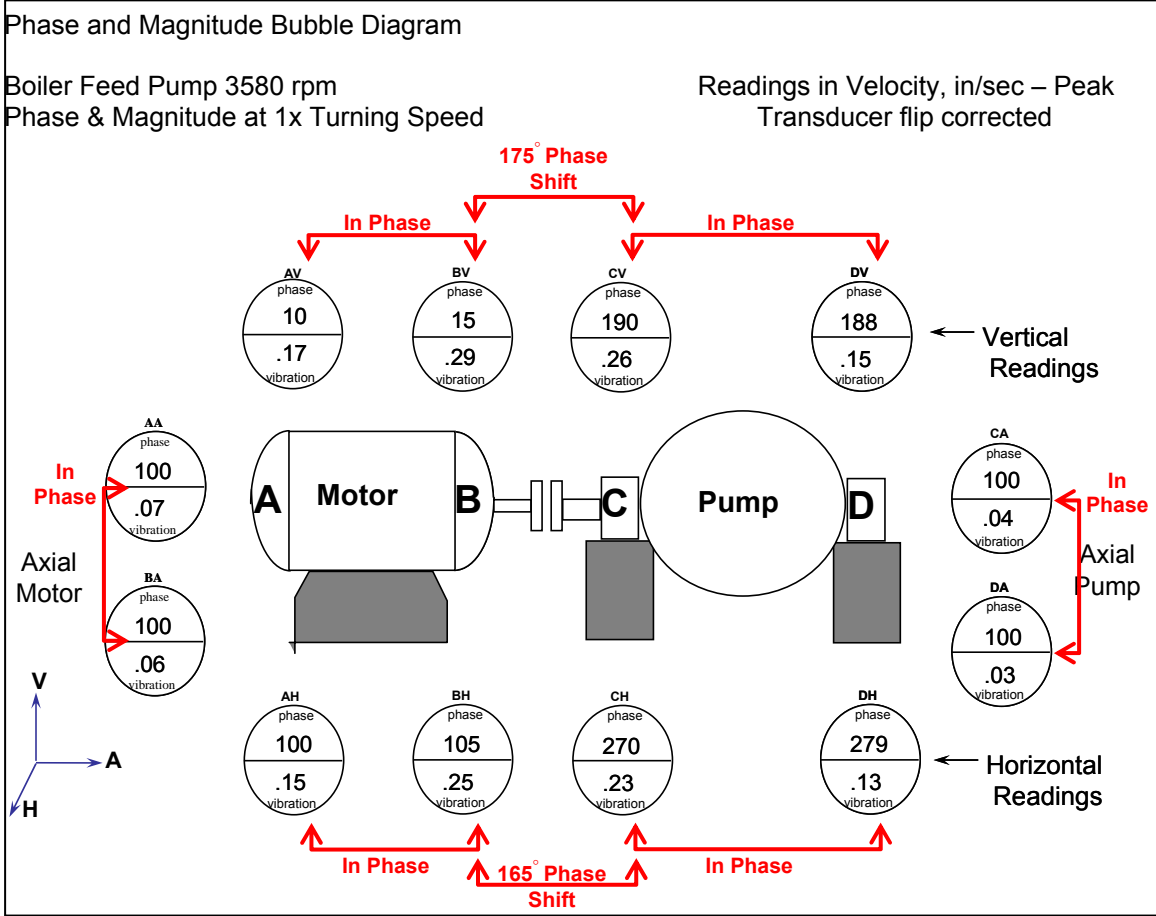 Phase and Magnitude Bubble Diagram
Boiler Feed Pump 3580 rpm
Phase & Magnitude at 1x Turning Speed
Readings in Velocity, in/sec – Peak
Transducer flip corrected
175° Phase
Shift
In Phase
In Phase
AV
phase
10
.17
vibration
BV
phase
15
.29
vibration
CV
phase
190
.26
vibration
DV
phase
188
.15
vibration
Vertical
Readings
AA
phase
100
.07
vibration
In
Phase
Axial
Motor
BA
phase
100
.06
vibration
A
Motor
B
C
Pump
D
CA
phase
100
.04
vibration
In
Phase
Axial
Pump
DA
phase
100
.03
vibration
V
A
H
AH
phase
100
.15
vibration
BH
phase
105
.25
vibration
CH
phase
270
.23
vibration
DH
phase
279
.13
vibration
Horizontal
Readings
In Phase
165° Phase
Shift
In Phase